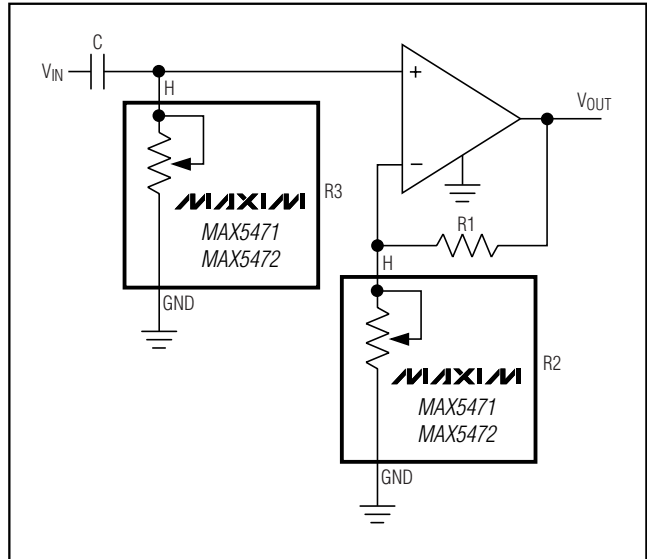 C
VIN
H
+
VOUT
−
MAXIM
R3
MAX5471
MAX5472
R1
H
GND
MAXIM
R2
MAX5471
MAX5472
GND